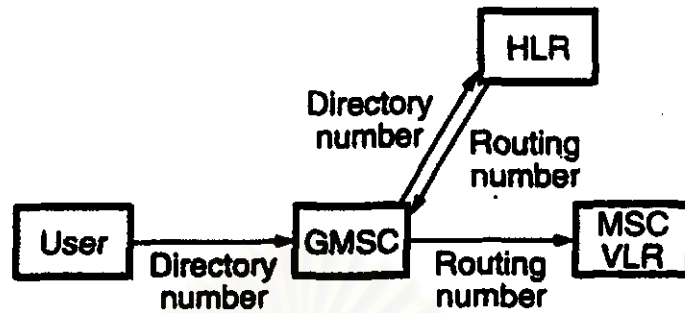 HLR
Directory
number
Routing
number
User
GMSC
MSC
VLR
Directory
number
Routing
number